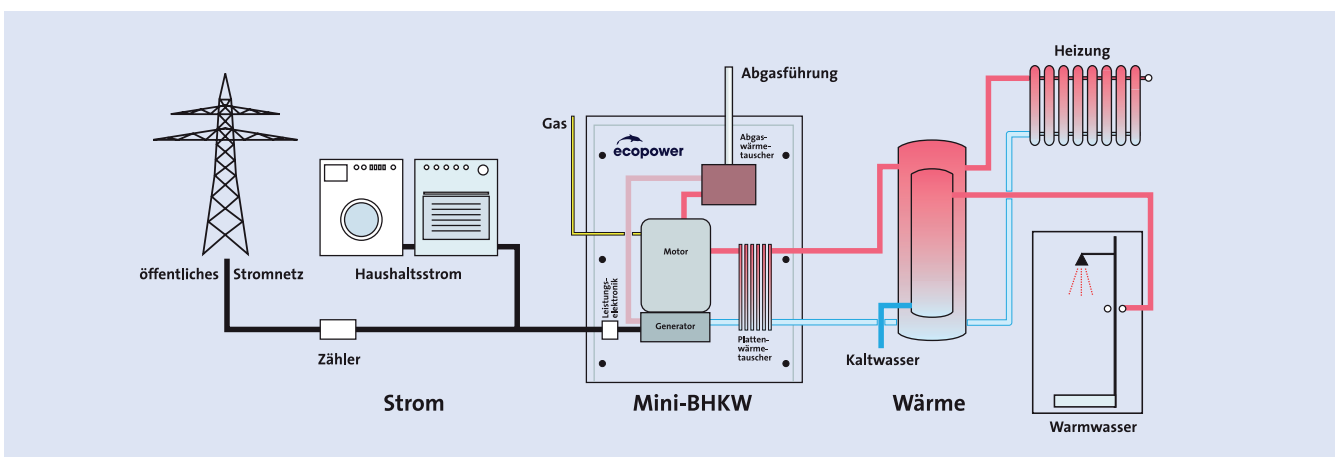 Heizung
Abgasführung
Gas
ecopower
Abgas-
wärme-
tauscher
Motor
öffentliches Stromnetz
Haushaltsstrom
Leistungs-
elektronik
Generator
Platten-
wärme-
tauscher
Zähler
Kaltwasser
Strom
Mini-BHKW
Wärme
Warmwasser